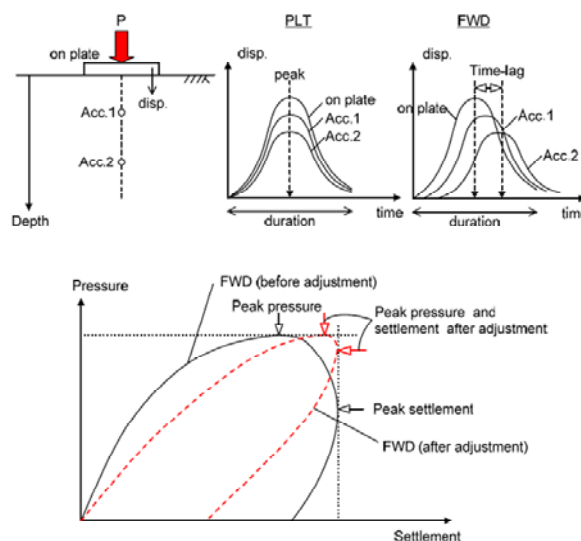 P
on plate
disp.
Acc.1
Acc.2
Depth
PLT
disp.
peak
on plate
Acc.1
Acc.2
time
duration
FWD
disp.
Time-lag
on plate
Acc.1
Acc.2
duration
Pressure
FWD (before adjustment)
Peak pressure
Peak pressure and
settlement after adjustment
Peak settlement
FWD (after adjustment)
Settlement